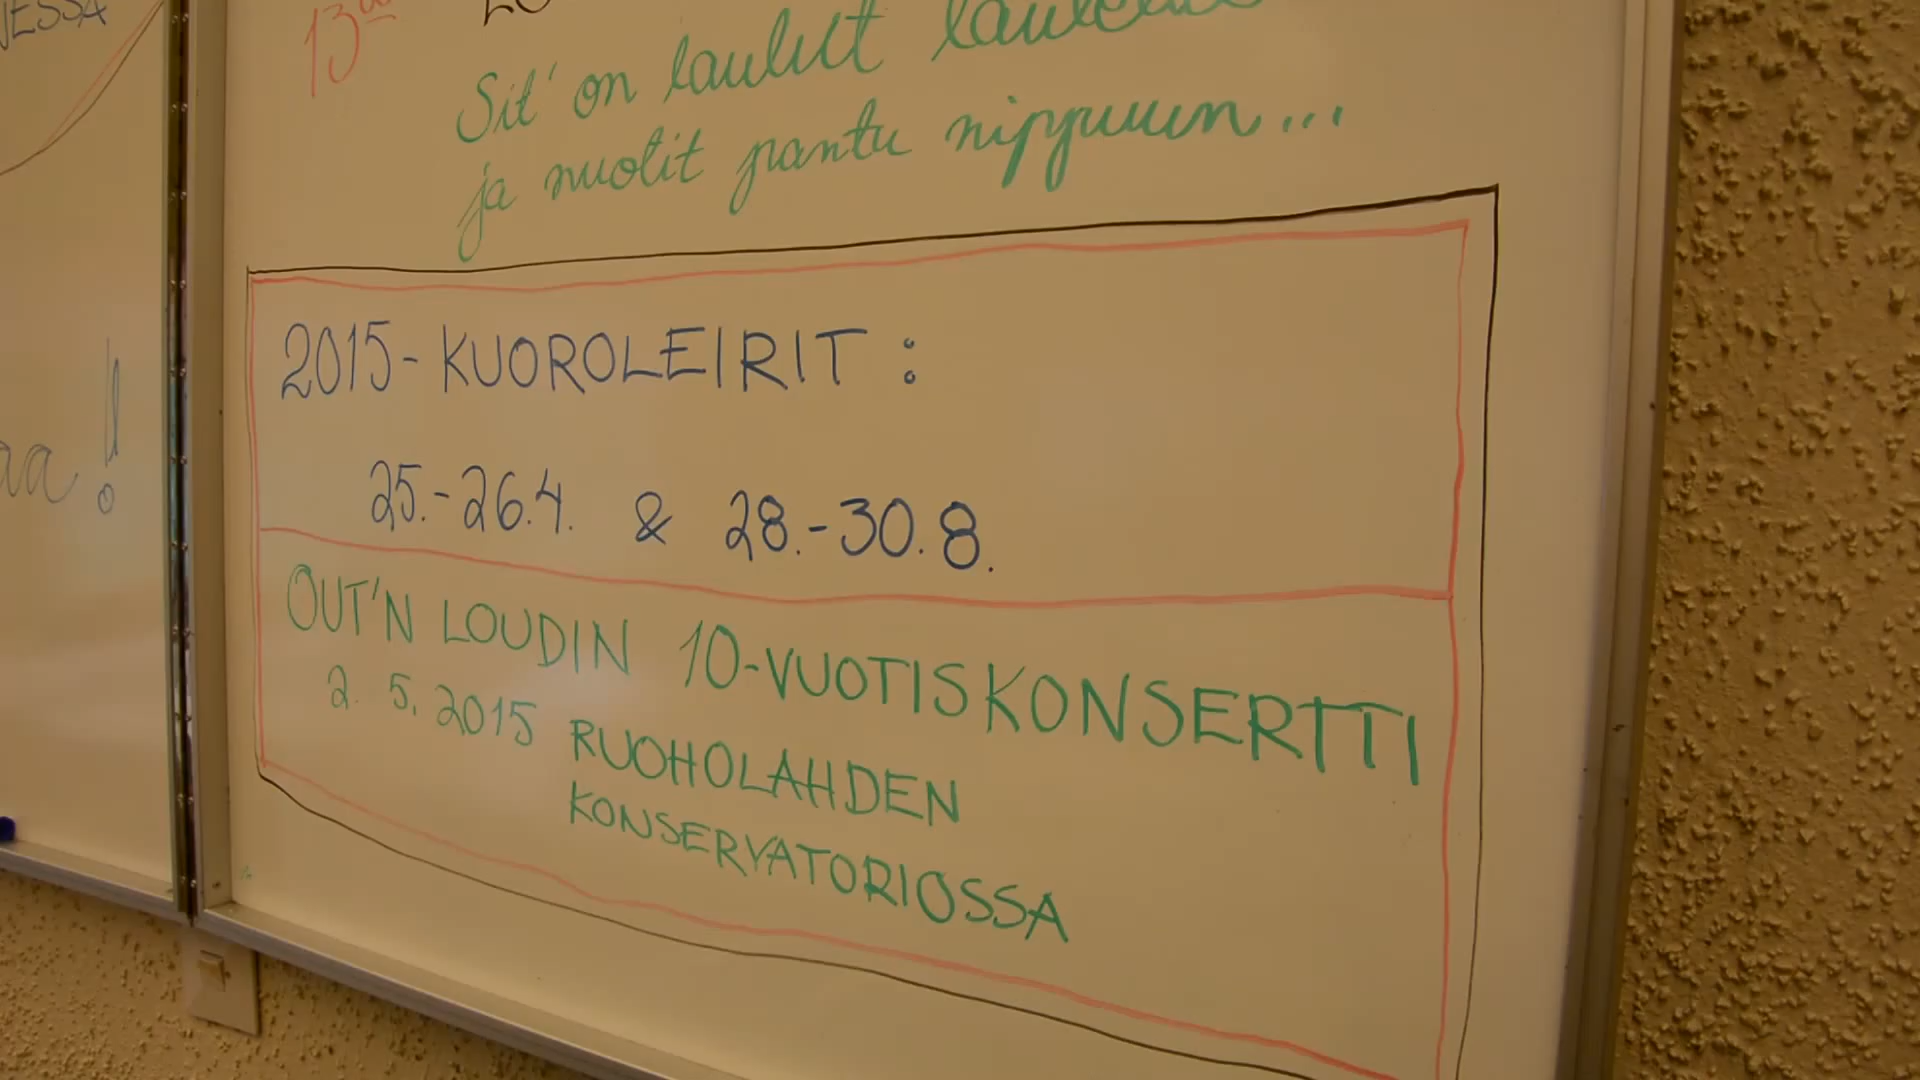 13
Sit' on laulut
ja nuotit pantu nippuun...
2015-KUOROLEIRIT :
25.-26.4. & 28.-30.8.
OUT'N LOUDIN 10-VUOTISKONSERTTI
2. 5. 2015 RUOHOLAHDEN
KONSERVATORIOSSA